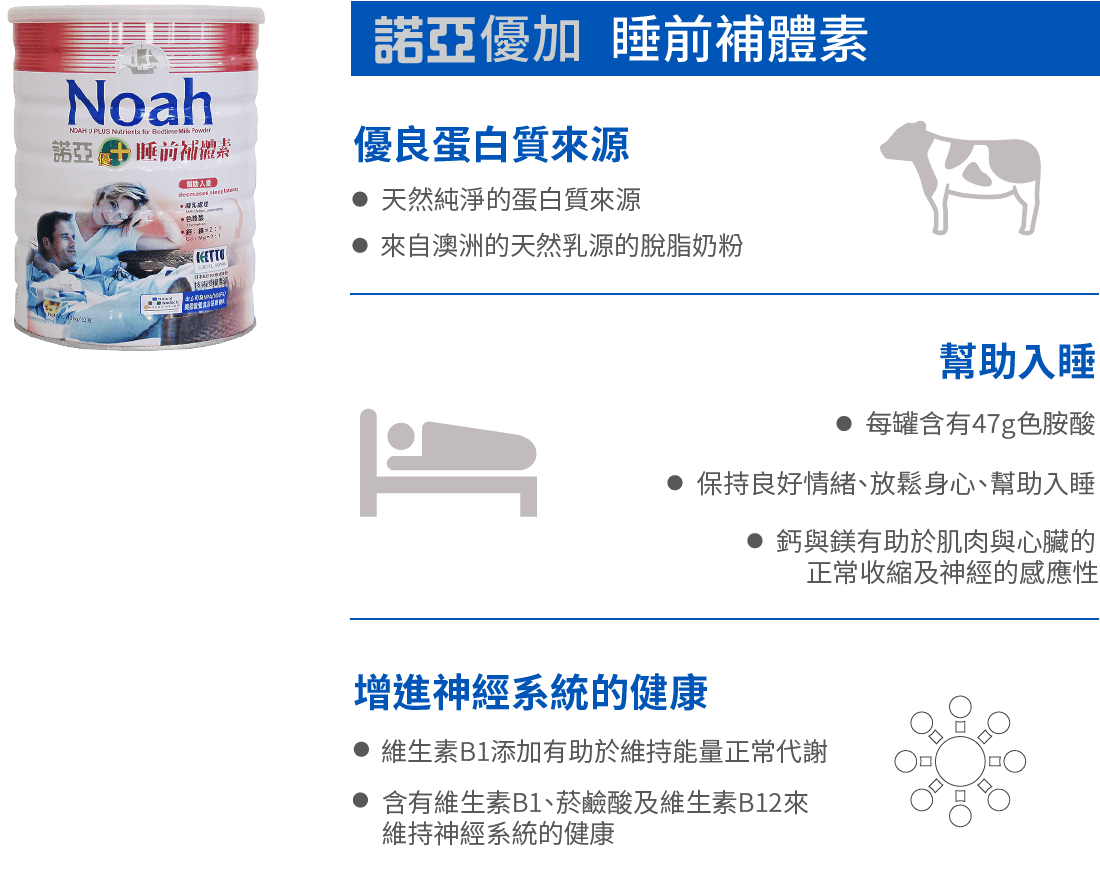 諾亞優加 睡前補體素
Noah
NOAH U PLUS Nutrients for Bedtime Milk Powder
諾亞優+睡前補體素
幫助入睡
decreased sleep latency
優良蛋白質來源
● 天然純淨的蛋白質來源
● 來自澳洲的天然乳源的脫脂奶粉
幫助入睡
● 每罐含有47g色胺酸
● 保持良好情緒、放鬆身心、幫助入睡
● 鈣與鎂有助於肌肉與心臟的
正常收縮及神經的感應性
增進神經系統的健康
● 維生素B1添加有助於維持能量正常代謝
● 含有維生素B1、菸鹼酸及維生素B12來
維持神經系統的健康